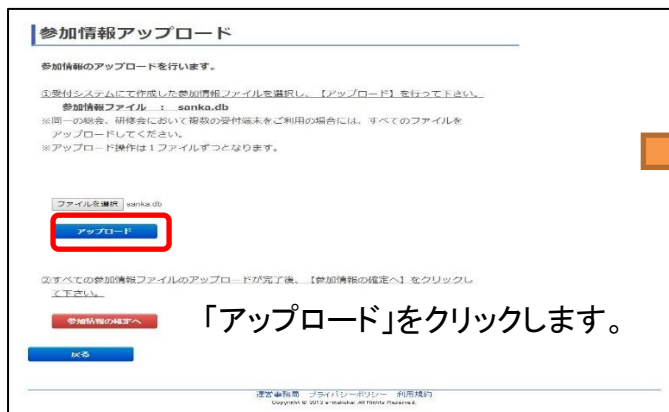 参加情報アップロード
参加情報のアップロードを行います。
①受付システムにて作成した参加情報ファイルを選択し、【アップロード】を行って下さい。
参加情報ファイル ： sanka.db
※同一の総会、研修会において複数の受付端末をご利用の場合には、すべてのファイルを
アップロードしてください。
※アップロード操作は1ファイルずつとなります。
ファイルを選択 sanka.db
アップロード
②すべての参加情報ファイルのアップロードが完了後、【参加情報の確定へ】をクリックし
て下さい。
参加情報の確定へ
「アップロード」をクリックします。
戻る
運営事務局 プライバシーポリシー 利用規約
Copyright © 2013 All Rights Reserved.